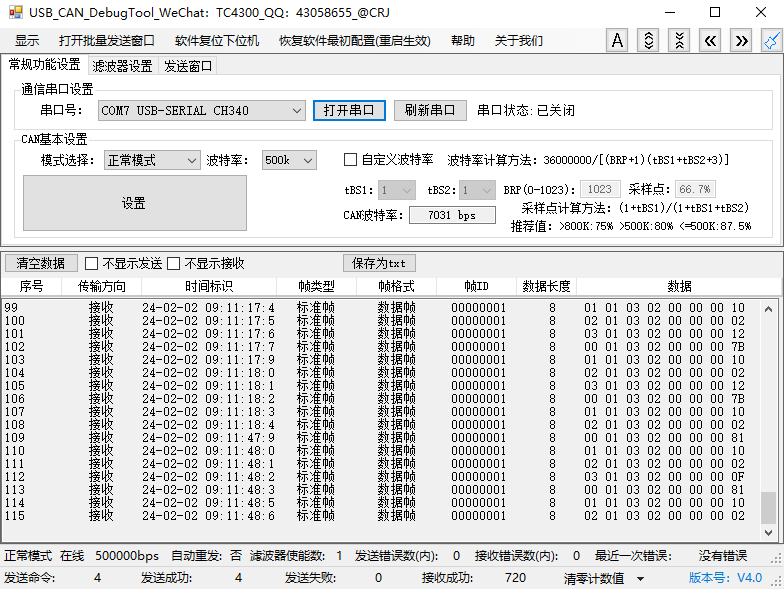 USB_CAN_DebugTool_WeChat: TC4300_QQ: 43058655_@CRJ
显示 打开批量发送窗口 软件复位下位机 恢复软件最初配置(重启生效) 帮助 关于我们 A
常规功能设置 滤波器设置 发送窗口
通信串口设置
串口号: COM7 USB-SERIAL CH340 打开串口 刷新串口 串口状态: 已关闭
CAN基本设置
模式选择: 正常模式 波特率: 500k 自定义波特率 波特率计算方法: 36000000/[(BRP+1)(tBS1+tBS2+3)]
设置 tBS1: 1 tBS2: 1 BRP(0-1023): 1023 采样点: 66.7%
CAN波特率: 7031 bps 采样点计算方法: (1+tBS1)/(1+tBS1+tBS2)
推荐值: >800K:75% >500K:80% <=500K:87.5%
清空数据 不显示发送 不显示接收 保存为txt
序号 传输方向 时间标识 帧类型 帧格式 帧ID 数据长度 数据
99 接收 24-02-02 09:11:17:4 标准帧 数据帧 00000001 8 01 01 03 02 00 00 00 10
100 接收 24-02-02 09:11:17:5 标准帧 数据帧 00000001 8 02 01 03 02 00 00 00 02
101 接收 24-02-02 09:11:17:6 标准帧 数据帧 00000001 8 03 01 03 02 00 00 00 12
102 接收 24-02-02 09:11:17:7 标准帧 数据帧 00000001 8 00 01 03 02 00 00 00 7B
103 接收 24-02-02 09:11:17:9 标准帧 数据帧 00000001 8 01 01 03 02 00 00 00 10
104 接收 24-02-02 09:11:18:0 标准帧 数据帧 00000001 8 02 01 03 02 00 00 00 02
105 接收 24-02-02 09:11:18:1 标准帧 数据帧 00000001 8 03 01 03 02 00 00 00 12
106 接收 24-02-02 09:11:18:2 标准帧 数据帧 00000001 8 00 01 03 02 00 00 00 7B
107 接收 24-02-02 09:11:18:3 标准帧 数据帧 00000001 8 01 01 03 02 00 00 00 10
108 接收 24-02-02 09:11:18:4 标准帧 数据帧 00000001 8 02 01 03 02 00 00 00 02
109 接收 24-02-02 09:11:47:9 标准帧 数据帧 00000001 8 00 01 03 02 00 00 00 81
110 接收 24-02-02 09:11:48:0 标准帧 数据帧 00000001 8 01 01 03 02 00 00 00 10
111 接收 24-02-02 09:11:48:1 标准帧 数据帧 00000001 8 02 01 03 02 00 00 00 02
112 接收 24-02-02 09:11:48:2 标准帧 数据帧 00000001 8 03 01 03 02 00 00 00 0F
113 接收 24-02-02 09:11:48:3 标准帧 数据帧 00000001 8 00 01 03 02 00 00 00 81
114 接收 24-02-02 09:11:48:5 标准帧 数据帧 00000001 8 01 01 03 02 00 00 00 10
115 接收 24-02-02 09:11:48:6 标准帧 数据帧 00000001 8 02 01 03 02 00 00 00 02
正常模式 在线 500000bps 自动重发: 否 滤波器使能数: 1 发送错误数(内): 0 接收错误数(内): 0 最近一次错误: 没有错误
发送命令: 4 发送成功: 4 发送失败: 0 接收成功: 720 清零计数值 版本号: V4.0